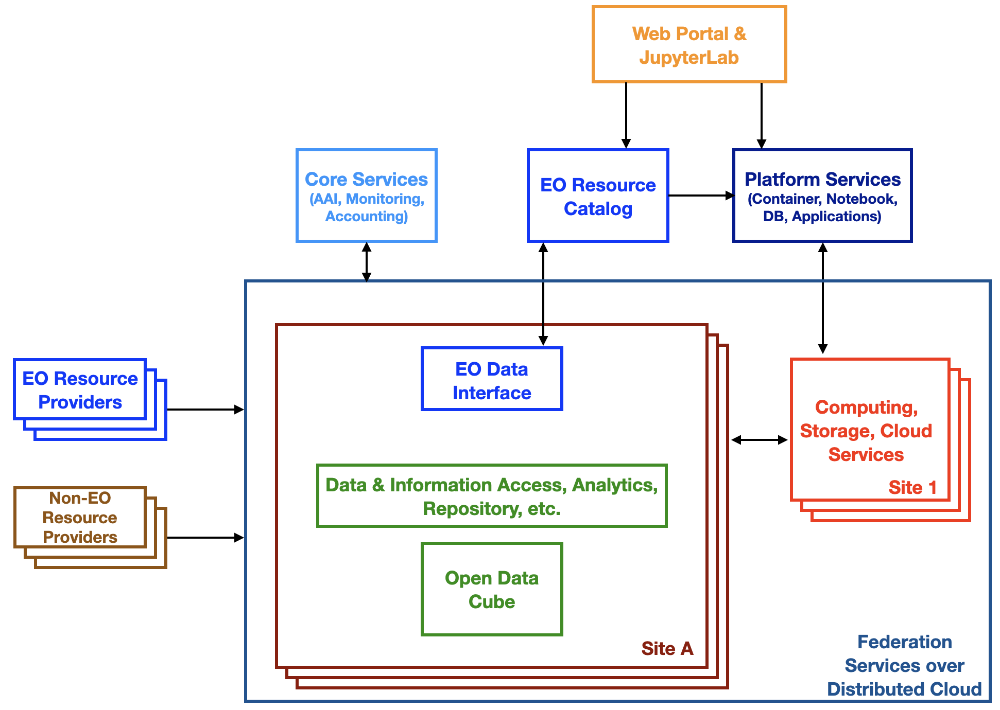 Web Portal &
JupyterLab
Core Services
(AAI, Monitoring,
Accounting)
EO Resource
Catalog
Platform Services
(Container, Notebook,
DB, Applications)
EO Resource
Providers
Non-EO
Resource
Providers
EO Data
Interface
Data & Information Access, Analytics,
Repository, etc.
Open Data
Cube
Site A
Computing,
Storage, Cloud
Services
Site 1
Federation
Services over
Distributed Cloud